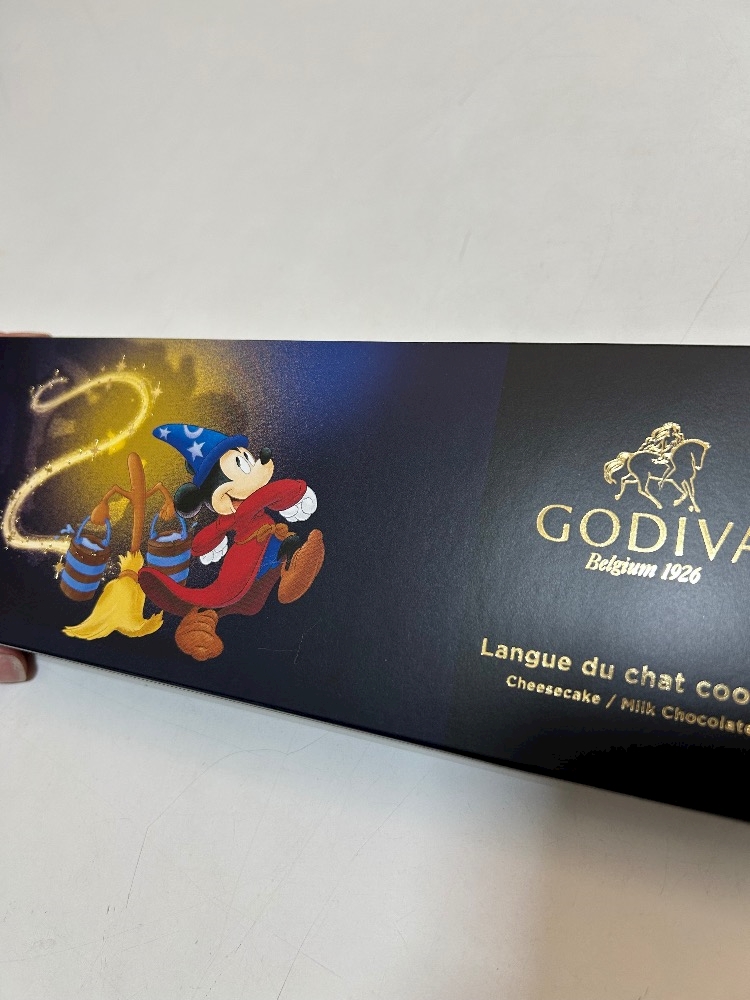 GODIVA
Belgium 1926
Langue du chat coo
Cheesecake / Milk Chocolate